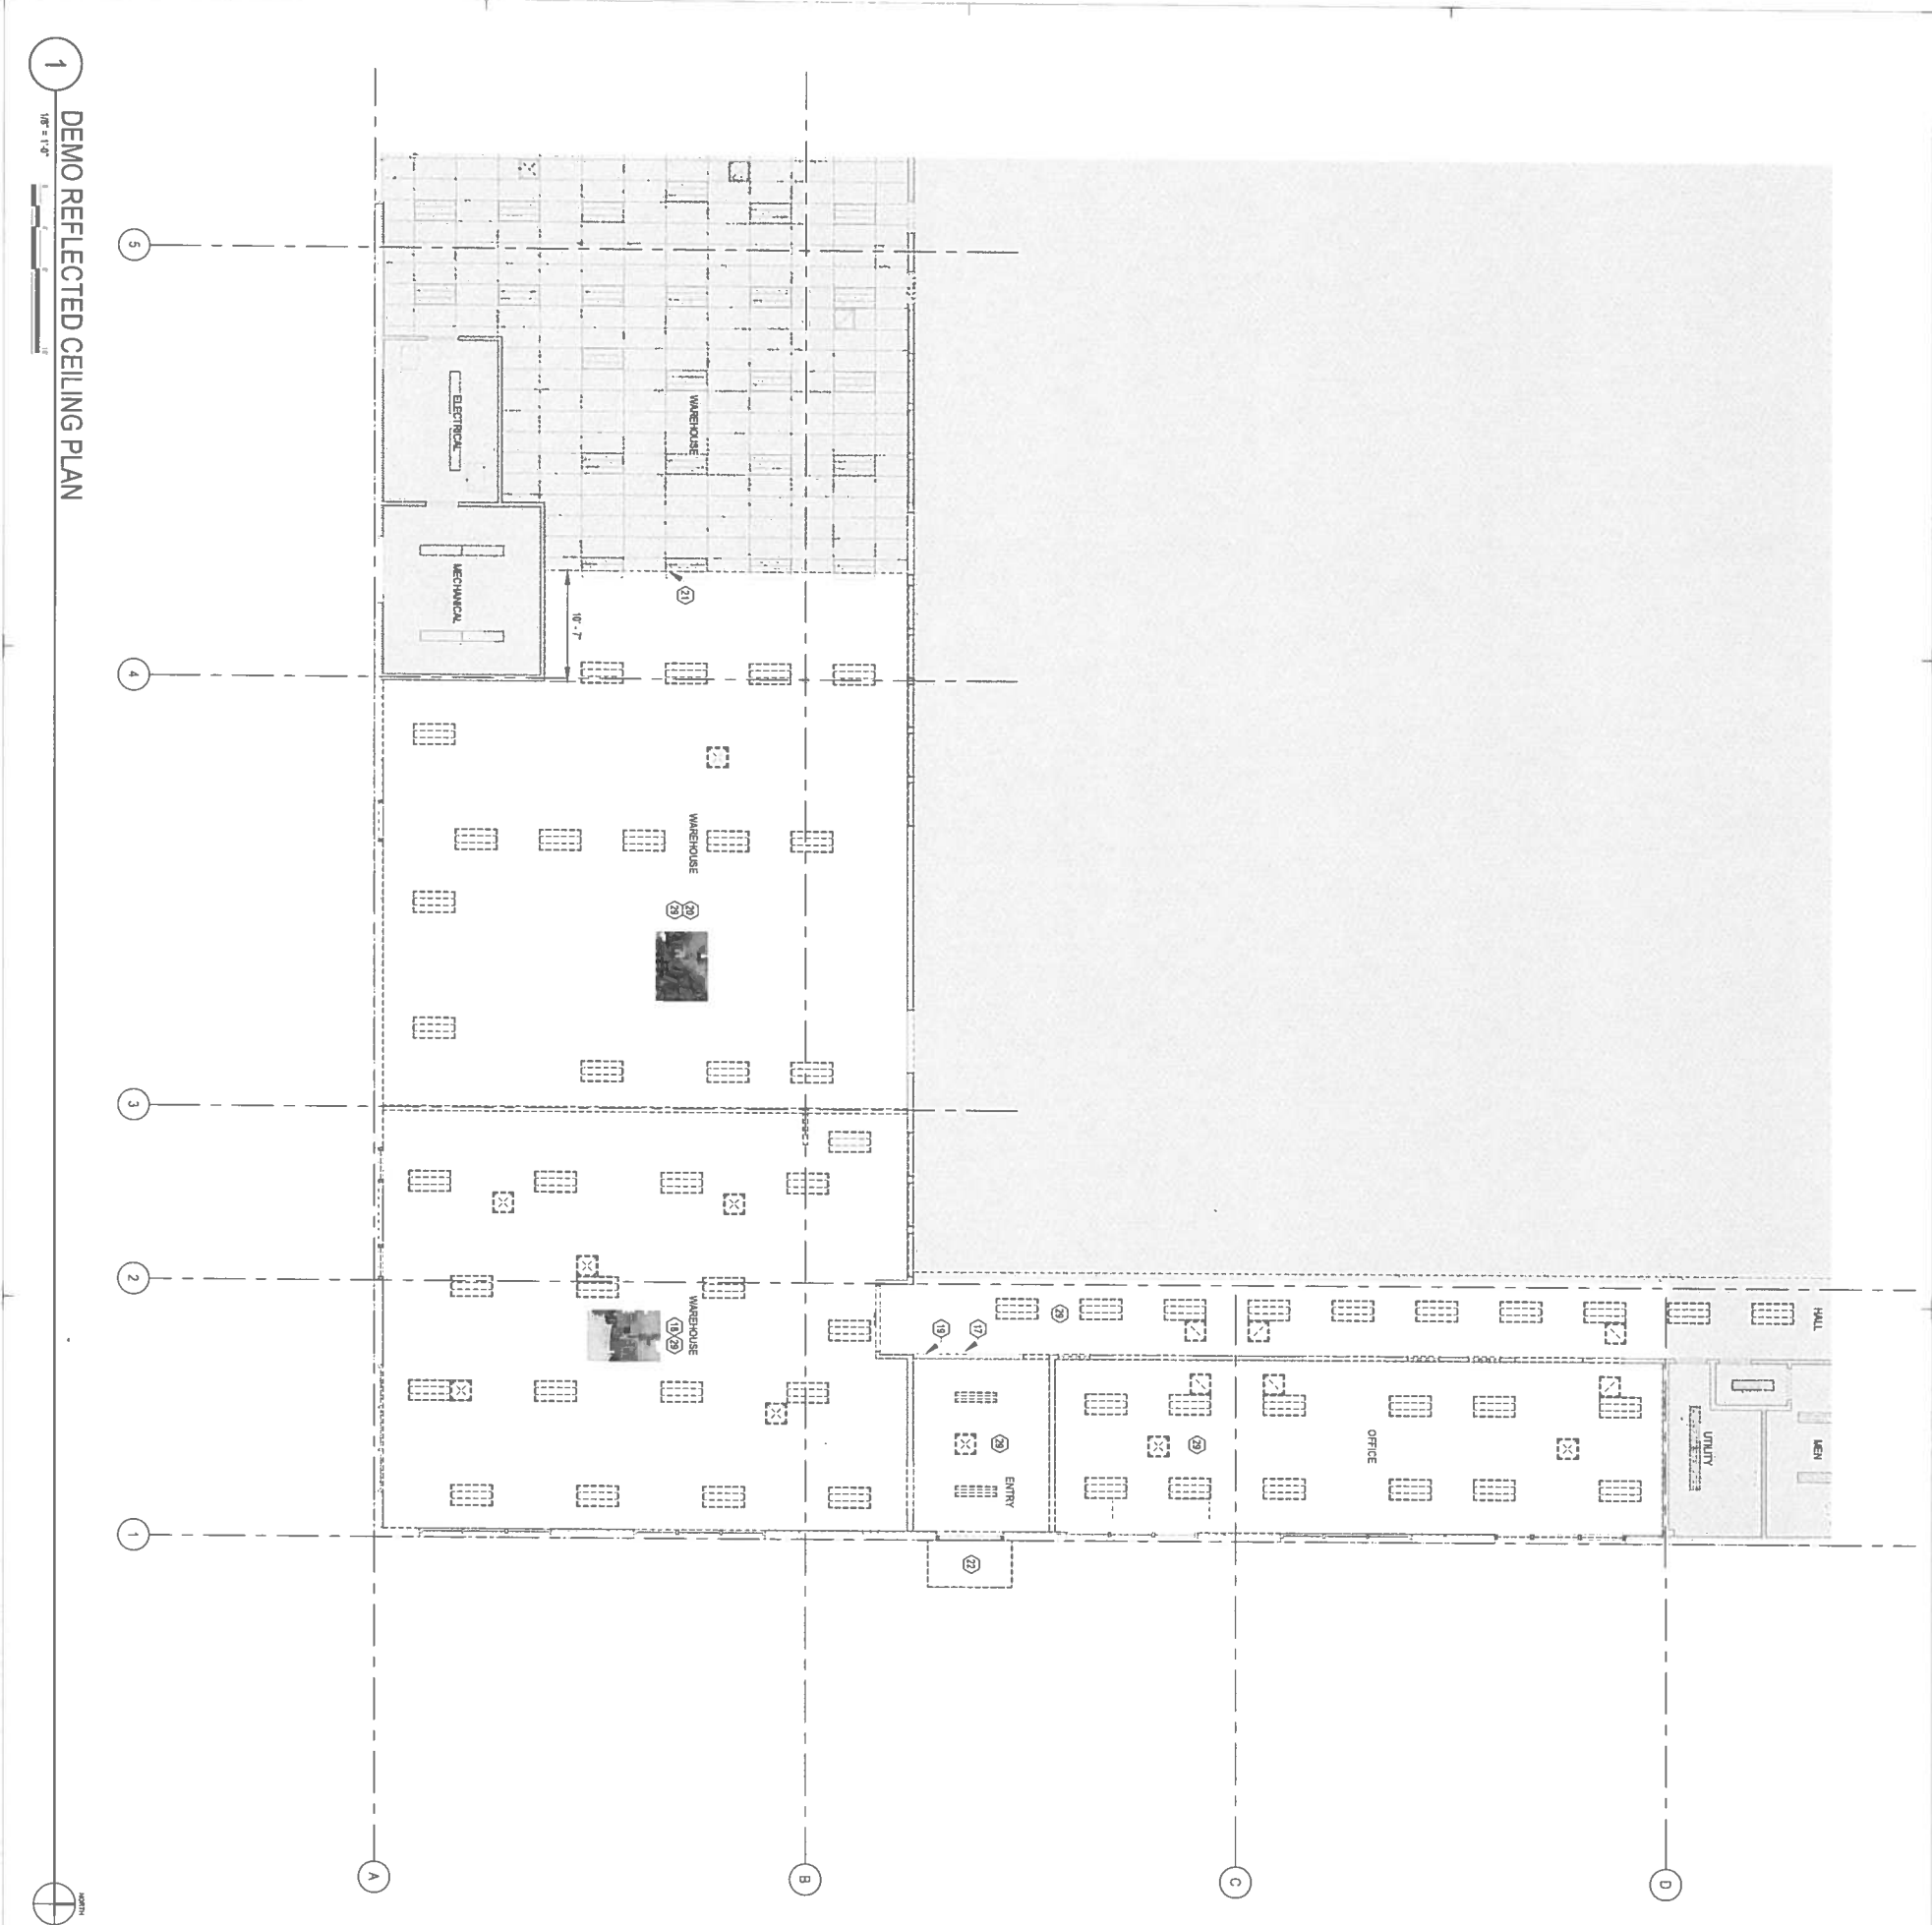 1
DEMO REFLECTED CEILING PLAN
1/8" = 1'-0"
NORTH
5
4
3
2
1
A
B
C
D
WAREHOUSE
ELECTRICAL
MECHANICAL
21
10' - 7"
WAREHOUSE
20
29
WAREHOUSE
18
29
19
17
29
HALL
29
ENTRY
29
OFFICE
UTILITY
MEN
22